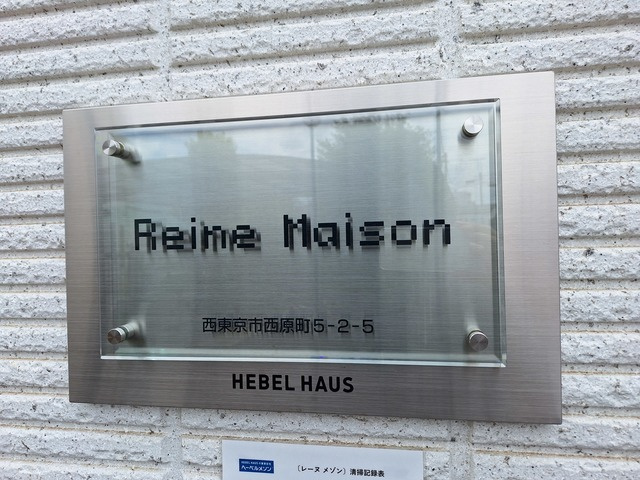 Reime Maison
西東京市西原町5-2-5
HEBEL HAUS
ヘーベルメゾン
(レーヌ メゾン) 清掃記録表